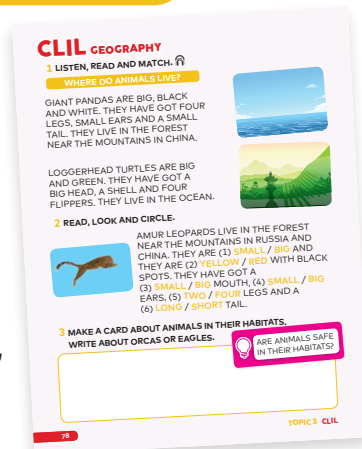 CLIL GEOGRAPHY
1 LISTEN, READ AND MATCH.
WHERE DO ANIMALS LIVE?
GIANT PANDAS ARE BIG, BLACK
AND WHITE. THEY HAVE GOT FOUR
LEGS, SMALL EARS AND A SMALL
TAIL. THEY LIVE IN THE FOREST
NEAR THE MOUNTAINS IN CHINA.
LOGGERHEAD TURTLES ARE BIG
AND GREEN. THEY HAVE GOT A
BIG HEAD, A SHELL AND FOUR
FLIPPERS. THEY LIVE IN THE OCEAN.
2 READ, LOOK AND CIRCLE.
AMUR LEOPARDS LIVE IN THE FOREST
NEAR THE MOUNTAINS IN RUSSIA AND
CHINA. THEY ARE (1) SMALL / BIG AND
THEY ARE (2) YELLOW / RED WITH BLACK
SPOTS. THEY HAVE GOT A
(3) SMALL / BIG MOUTH, (4) SMALL / BIG
EARS, (5) TWO / FOUR LEGS AND A
(6) LONG / SHORT TAIL.
3 MAKE A CARD ABOUT ANIMALS IN THEIR HABITATS.
WRITE ABOUT ORCAS OR EAGLES.
ARE ANIMALS SAFE
IN THEIR HABITATS?
78
TOPIC 3 CLIL